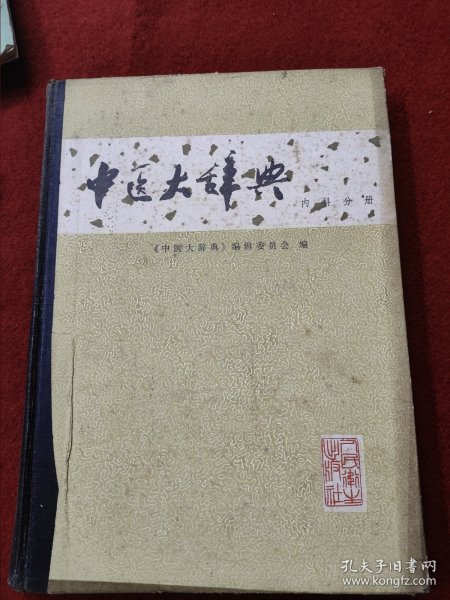 中医大辞典
内科分册
《中医大辞典》编辑委员会 编
人民卫生
出版社
孔夫子旧书网
www.kongfz.com